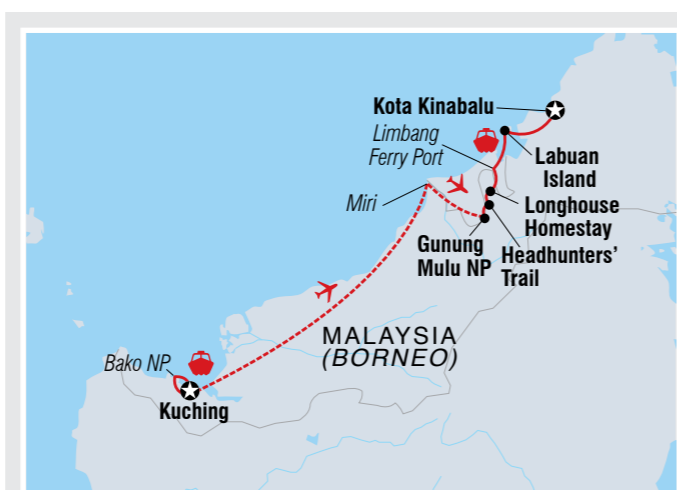 Kota Kinabalu
Limbang
Ferry Port
Labuan
Island
Miri
Longhouse
Homestay
Gunung
Mulu NP
Headhunters'
Trail
MALAYSIA
(BORNEO)
Bako NP
Kuching